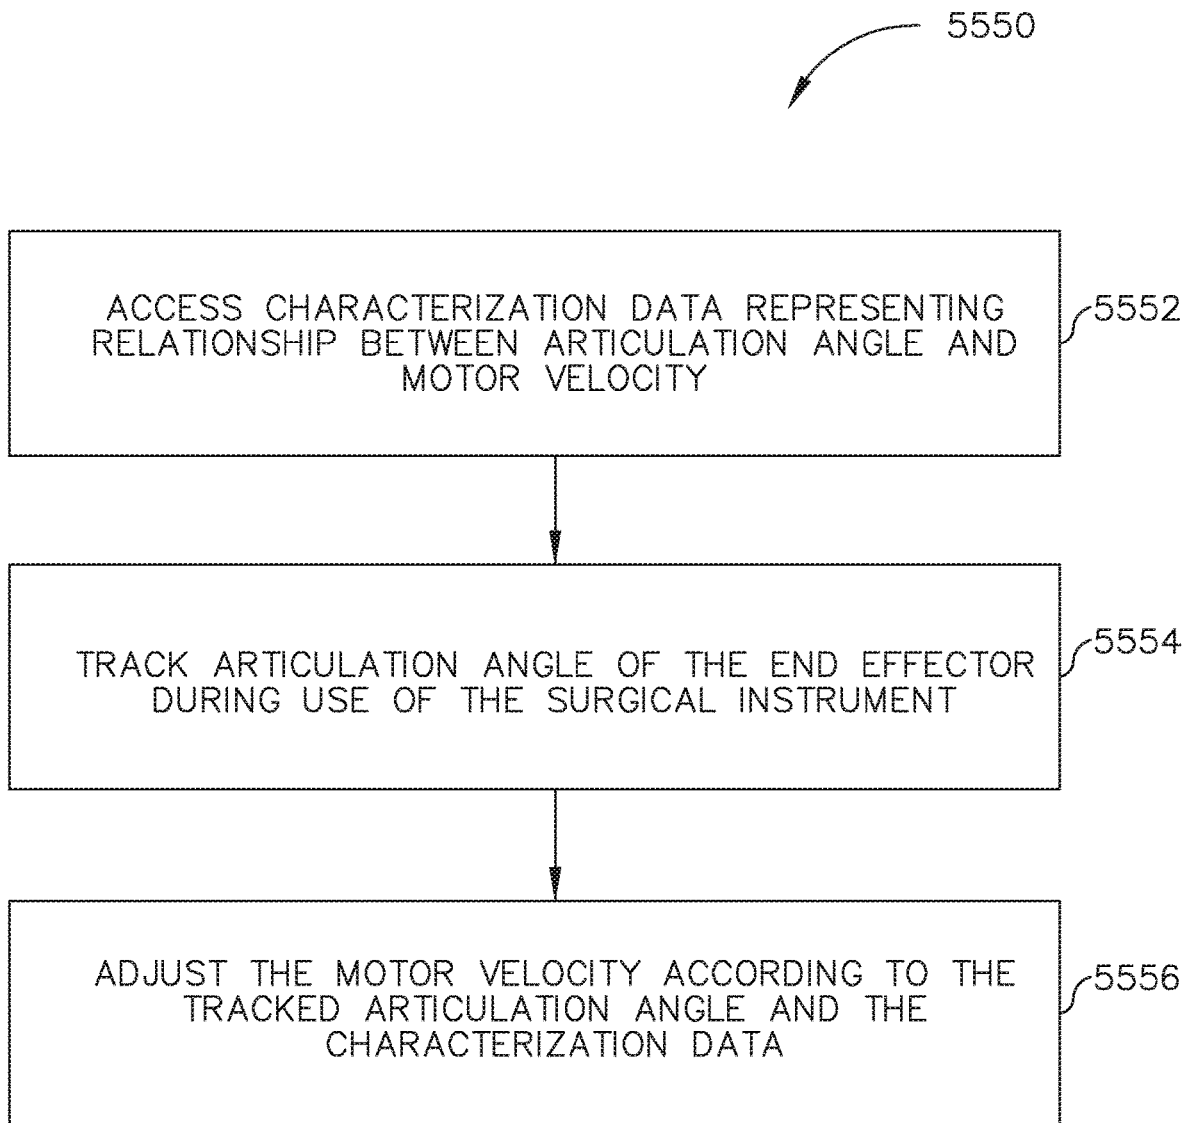 5550
ACCESS CHARACTERIZATION DATA REPRESENTING
RELATIONSHIP BETWEEN ARTICULATION ANGLE AND
MOTOR VELOCITY
5552
TRACK ARTICULATION ANGLE OF THE END EFFECTOR
DURING USE OF THE SURGICAL INSTRUMENT
5554
ADJUST THE MOTOR VELOCITY ACCORDING TO THE
TRACKED ARTICULATION ANGLE AND THE
CHARACTERIZATION DATA
5556